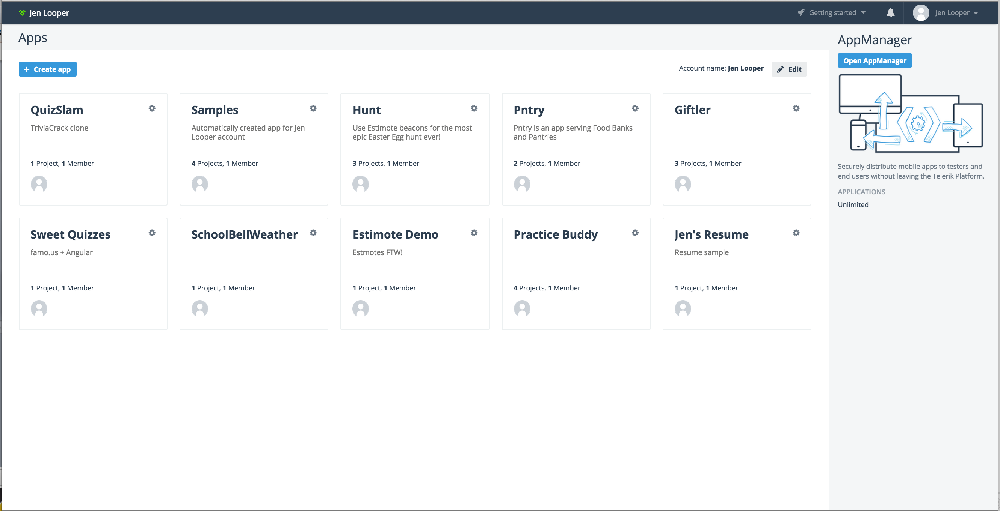 Jen Looper
Getting started
Jen Looper
Apps
+ Create app
Account name: Jen Looper
Edit
QuizSlam
TriviaCrack clone
1 Project, 1 Member
Samples
Automatically created app for Jen
Looper account
4 Projects, 1 Member
Hunt
Use Estimote beacons for the most
epic Easter Egg hunt ever!
3 Projects, 1 Member
Pntry
Pntry is an app serving Food Banks
and Pantries
2 Projects, 1 Member
Giftler
3 Projects, 1 Member
Sweet Quizzes
famo.us + Angular
1 Project, 1 Member
SchoolBellWeather
1 Project, 1 Member
Estimote Demo
Estmotes FTW!
1 Project, 1 Member
Practice Buddy
4 Projects, 1 Member
Jen's Resume
Resume sample
1 Project, 1 Member
AppManager
Open AppManager
Securely distribute mobile apps to testers and
end users without leaving the Telerik Platform.
APPLICATIONS
Unlimited